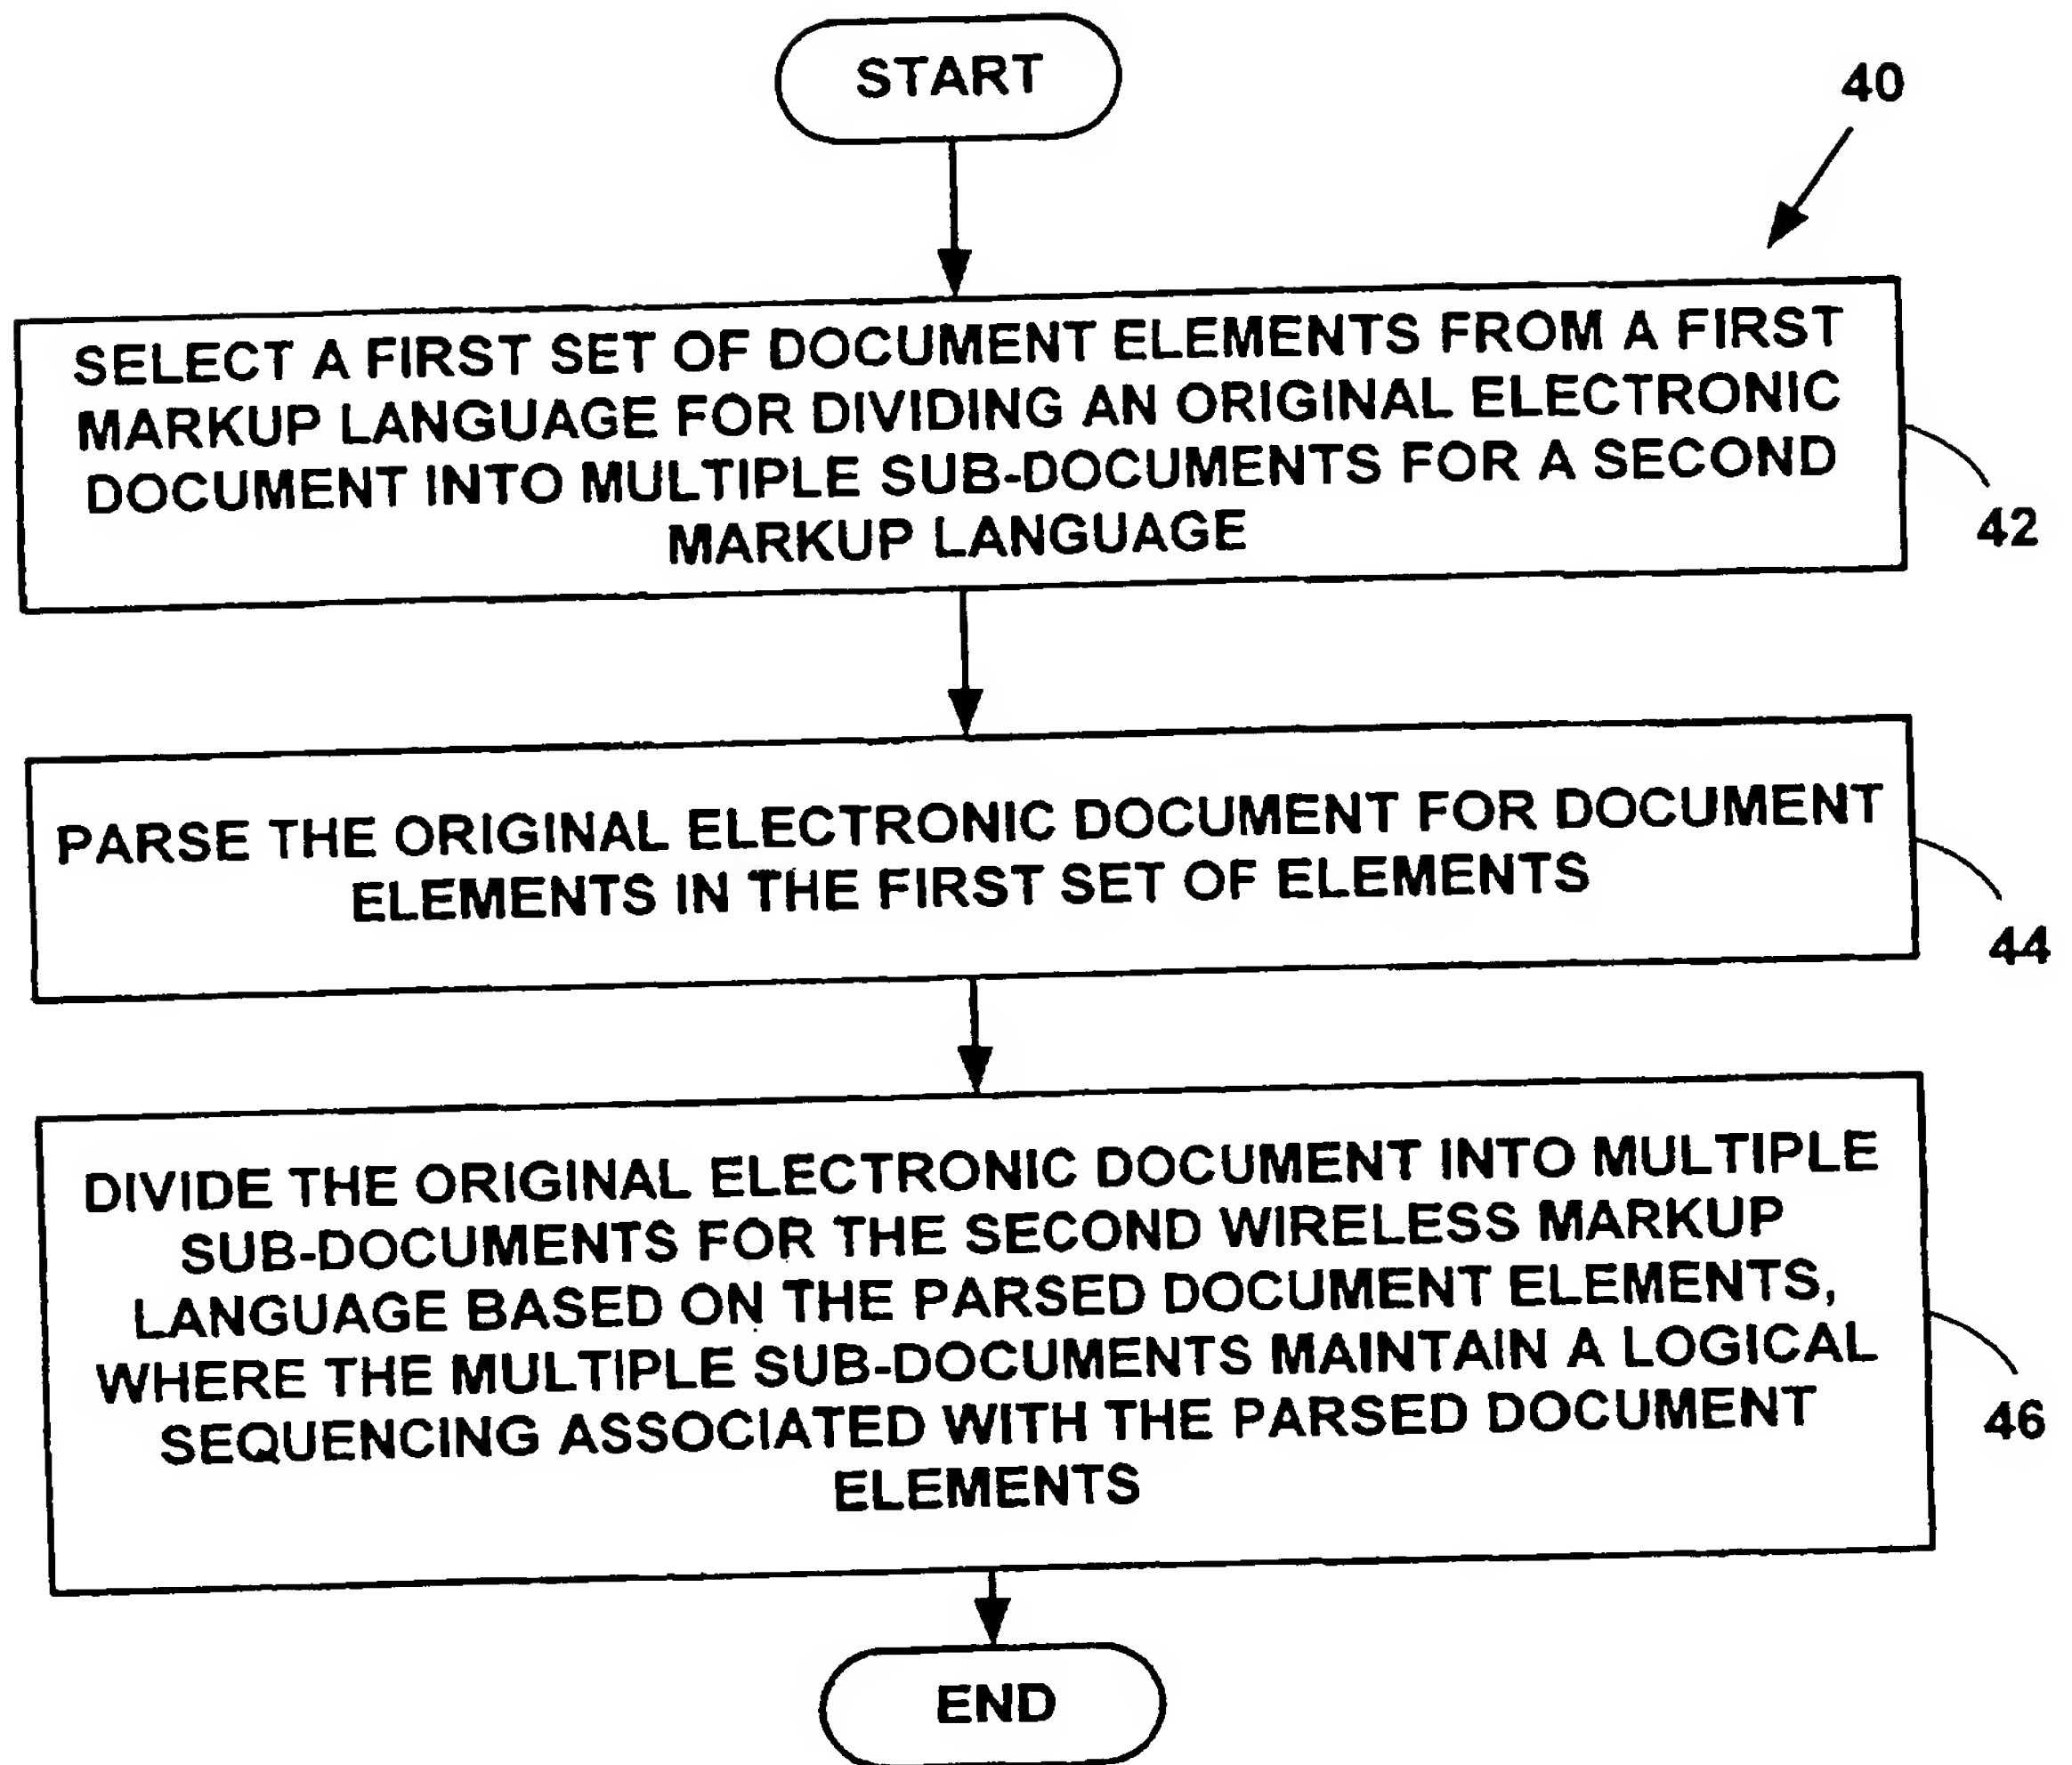 START
40
SELECT A FIRST SET OF DOCUMENT ELEMENTS FROM A FIRST
MARKUP LANGUAGE FOR DIVIDING AN ORIGINAL ELECTRONIC
DOCUMENT INTO MULTIPLE SUB-DOCUMENTS FOR A SECOND
MARKUP LANGUAGE
42
PARSE THE ORIGINAL ELECTRONIC DOCUMENT FOR DOCUMENT
ELEMENTS IN THE FIRST SET OF ELEMENTS
44
DIVIDE THE ORIGINAL ELECTRONIC DOCUMENT INTO MULTIPLE
SUB-DOCUMENTS FOR THE SECOND WIRELESS MARKUP
LANGUAGE BASED ON THE PARSED DOCUMENT ELEMENTS,
WHERE THE MULTIPLE SUB-DOCUMENTS MAINTAIN A LOGICAL
SEQUENCING ASSOCIATED WITH THE PARSED DOCUMENT
ELEMENTS
46
END